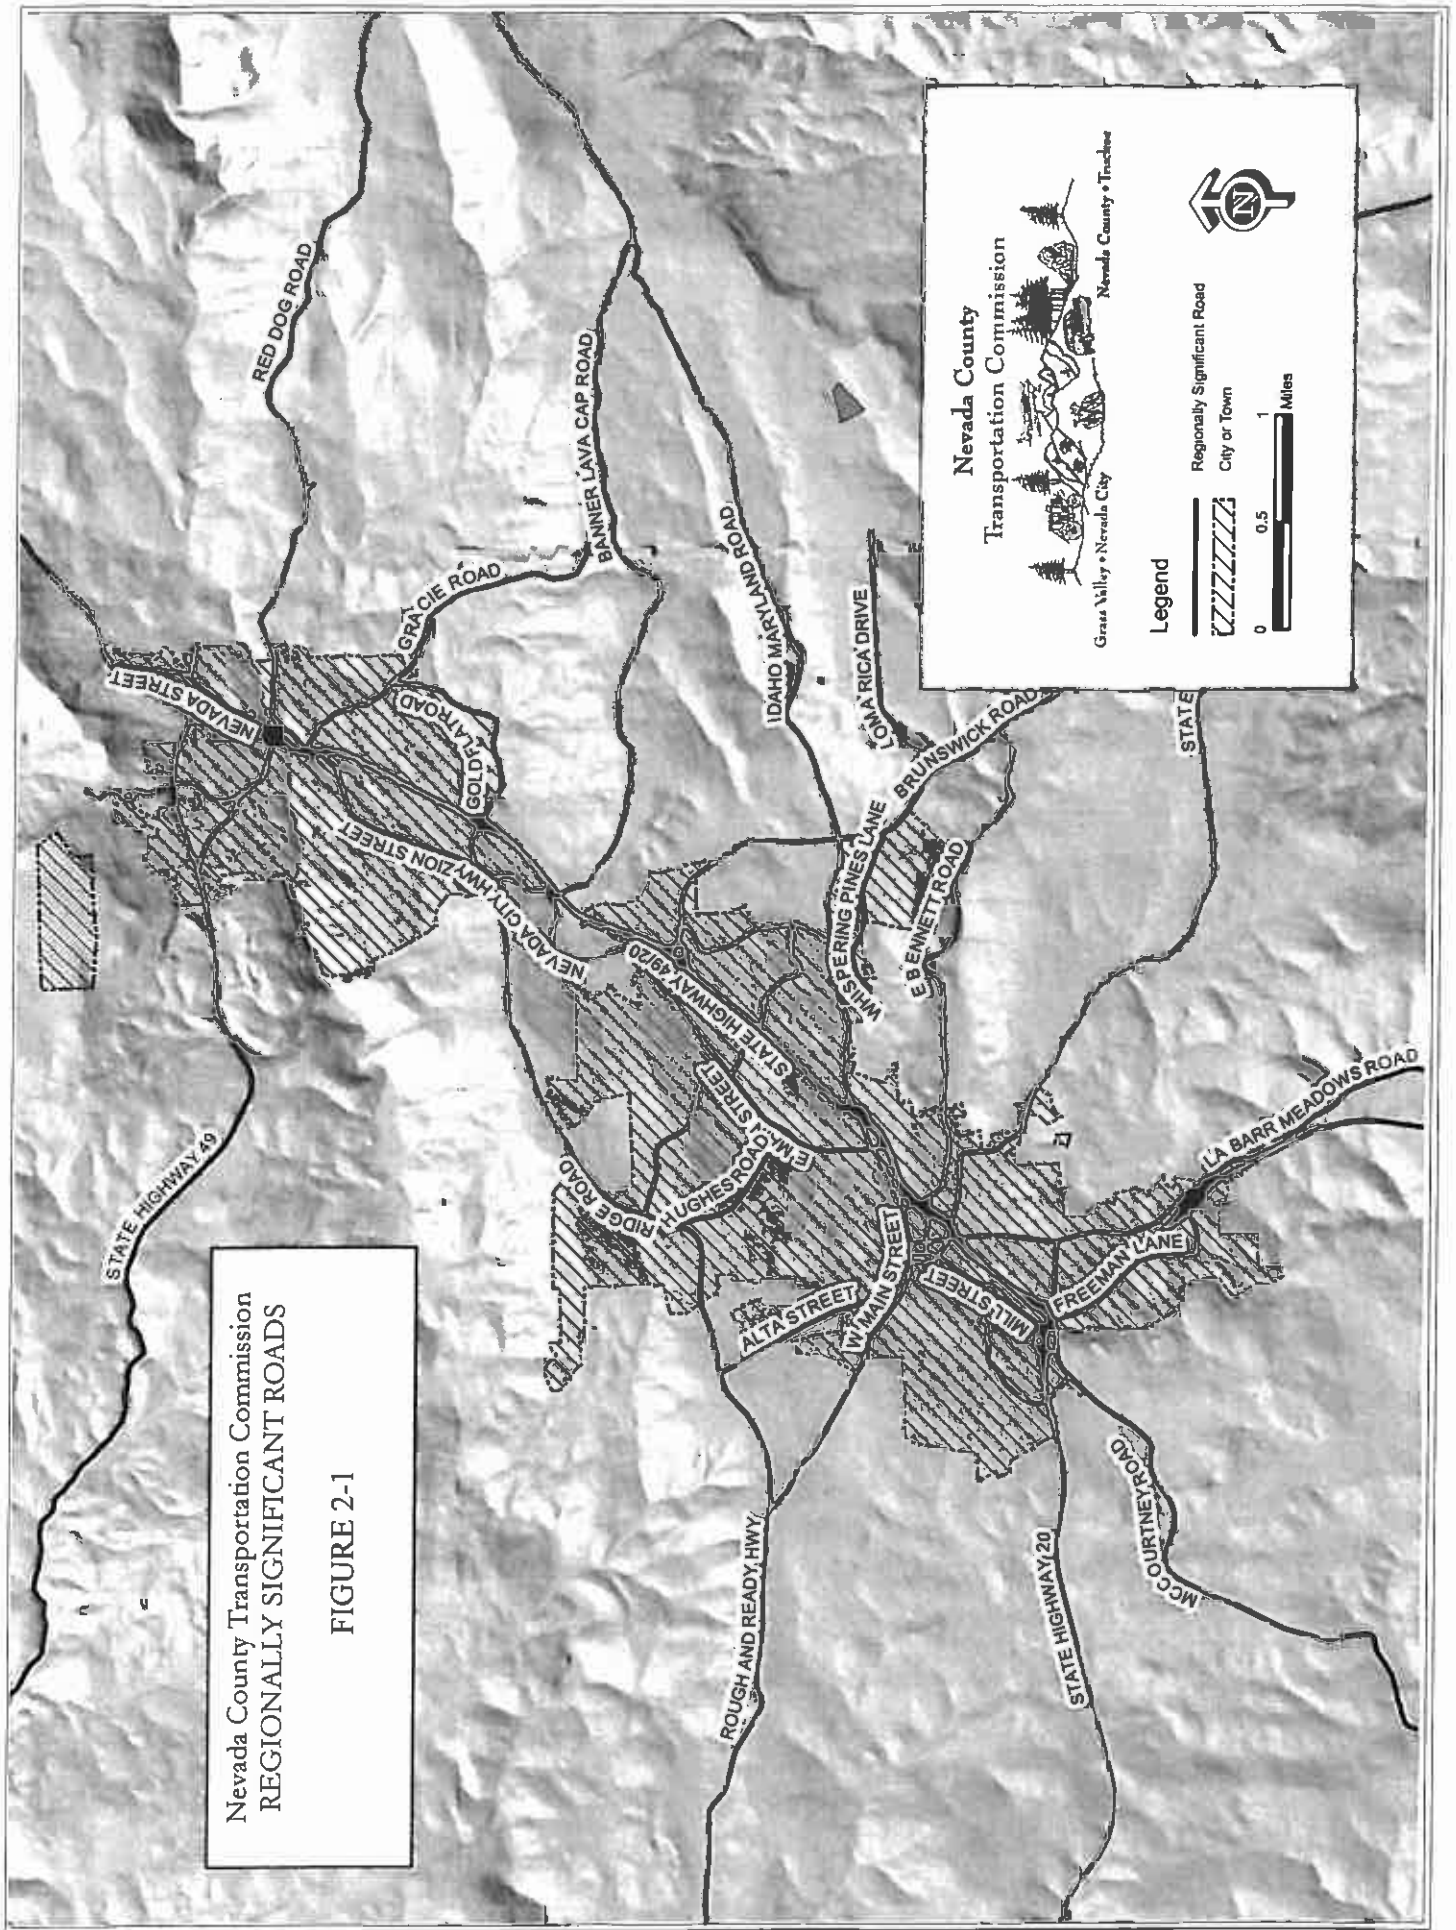 Nevada County Transportation Commission
REGIONALLY SIGNIFICANT ROADS
FIGURE 2-1
STATE HIGHWAY 49
NEVADA STREET
RED DOG ROAD
ZION STREET
NEVADA CITY HWY
GOLD FLAT ROAD
GRACIE ROAD
BANNER LAVA CAP ROAD
IDAHO MARYLAND ROAD
LOMA RICA DRIVE
BRUNSWICK ROAD
WHISPERING PINES LANE
E BENNETT ROAD
STATE HIGHWAY 49/20
E MAIN STREET
HUGHES ROAD
RIDGE ROAD
ALTA STREET
W MAIN STREET
MILL STREET
FREEMAN LANE
LA BARR MEADOWS ROAD
ROUGH AND READY HWY
STATE HIGHWAY 20
MCCOURTNEY ROAD
STATE
Nevada County
Transportation Commission
Grass Valley • Nevada City
Nevada County • Truckee
Legend
Regionally Significant Road
City or Town
0 0.5 1
Miles
N